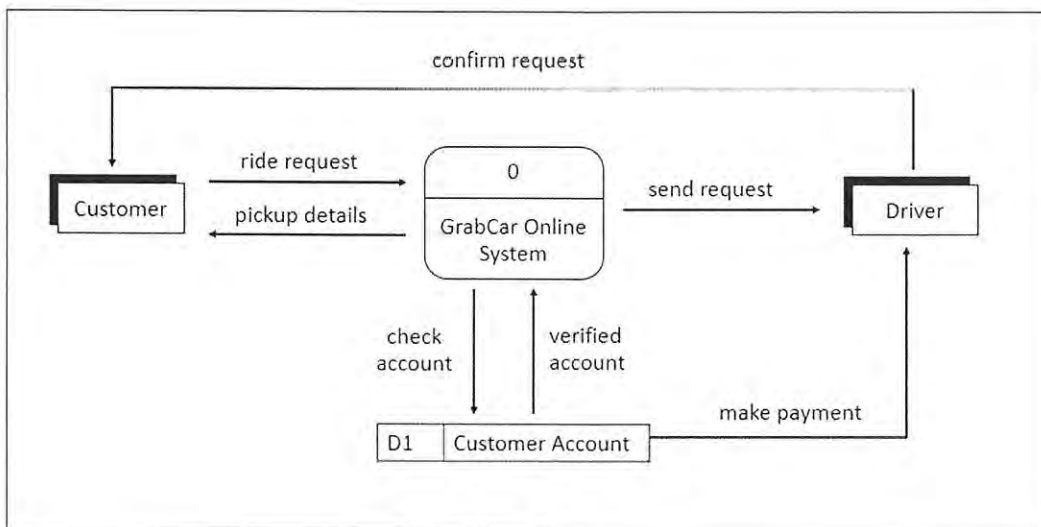 confirm request
ride request
0
send request
Customer
pickup details
GrabCar Online
System
Driver
check
account
verified
account
make payment
D1
Customer Account